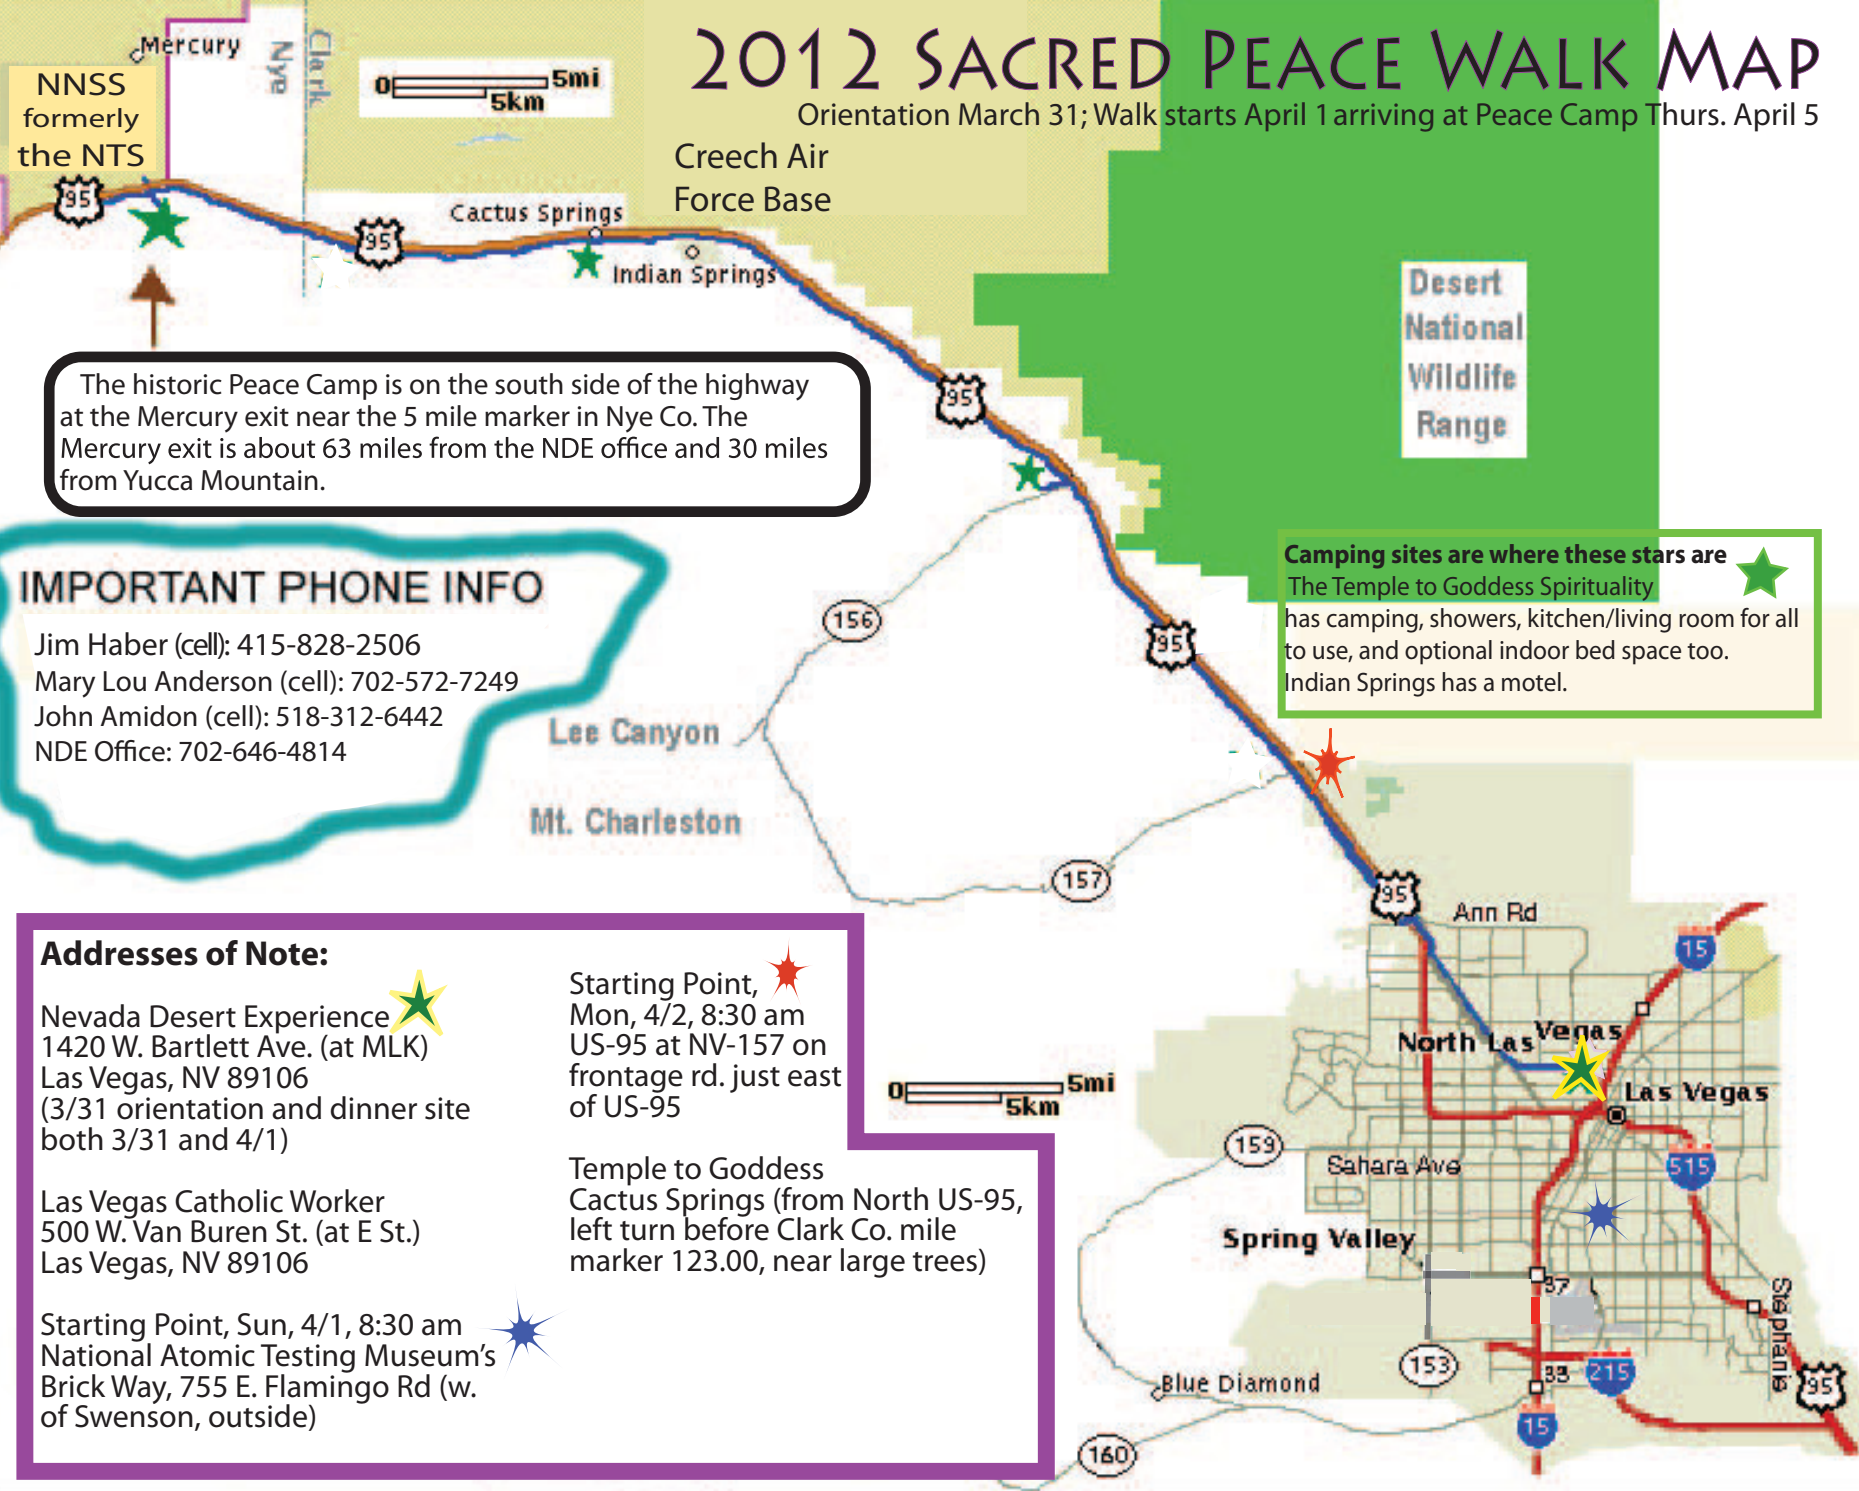 2012 Sacred Peace Walk Map
Orientation March 31; Walk starts April 1 arriving at Peace Camp Thurs. April 5
Mercury
Nye
Clark
NNSS
formerly
the NTS
0 5mi
5km
Creech Air
Force Base
95
95
Cactus Springs
Indian Springs
Desert
National
Wildlife
Range
95
The historic Peace Camp is on the south side of the highway
at the Mercury exit near the 5 mile marker in Nye Co. The
Mercury exit is about 63 miles from the NDE office and 30 miles
from Yucca Mountain.
IMPORTANT PHONE INFO
Jim Haber (cell): 415-828-2506
Mary Lou Anderson (cell): 702-572-7249
John Amidon (cell): 518-312-6442
NDE Office: 702-646-4814
Camping sites are where these stars are
The Temple to Goddess Spirituality
has camping, showers, kitchen/living room for all
to use, and optional indoor bed space too.
Indian Springs has a motel.
156
95
Lee Canyon
Mt. Charleston
157
95
Ann Rd
15
Addresses of Note:
Nevada Desert Experience
1420 W. Bartlett Ave. (at MLK)
Las Vegas, NV 89106
(3/31 orientation and dinner site
both 3/31 and 4/1)
Las Vegas Catholic Worker
500 W. Van Buren St. (at E St.)
Las Vegas, NV 89106
Starting Point, Sun, 4/1, 8:30 am
National Atomic Testing Museum's
Brick Way, 755 E. Flamingo Rd (w.
of Swenson, outside)
Starting Point,
Mon, 4/2, 8:30 am
US-95 at NV-157 on
frontage rd. just east
of US-95
Temple to Goddess
Cactus Springs (from North US-95,
left turn before Clark Co. mile
marker 123.00, near large trees)
0 5mi
5km
North Las Vegas
Las Vegas
159
Sahara Ave
515
Spring Valley
37
Stephanie
153
33
215
95
Blue Diamond
15
160